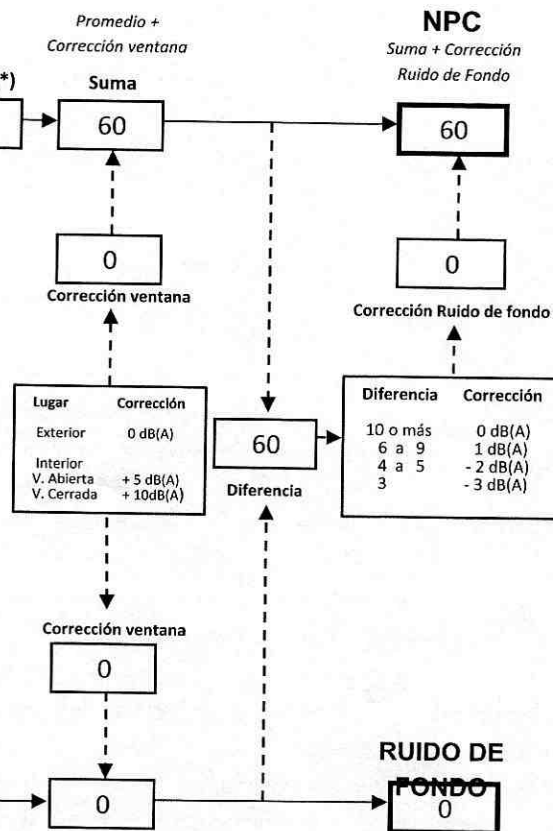 Promedio +
Corrección ventana
*)
Suma
60
NPC
Suma + Corrección
Ruido de Fondo
60
0
Corrección ventana
0
Corrección Ruido de fondo
Lugar Corrección
Exterior 0 dB(A)
Interior
V. Abierta + 5 dB(A)
V. Cerrada + 10dB(A)
60
Diferencia
Diferencia Corrección
10 o más 0 dB(A)
6 a 9 1 dB(A)
4 a 5 - 2 dB(A)
3 - 3 dB(A)
Corrección ventana
0
0
RUIDO DE
FONDO
0